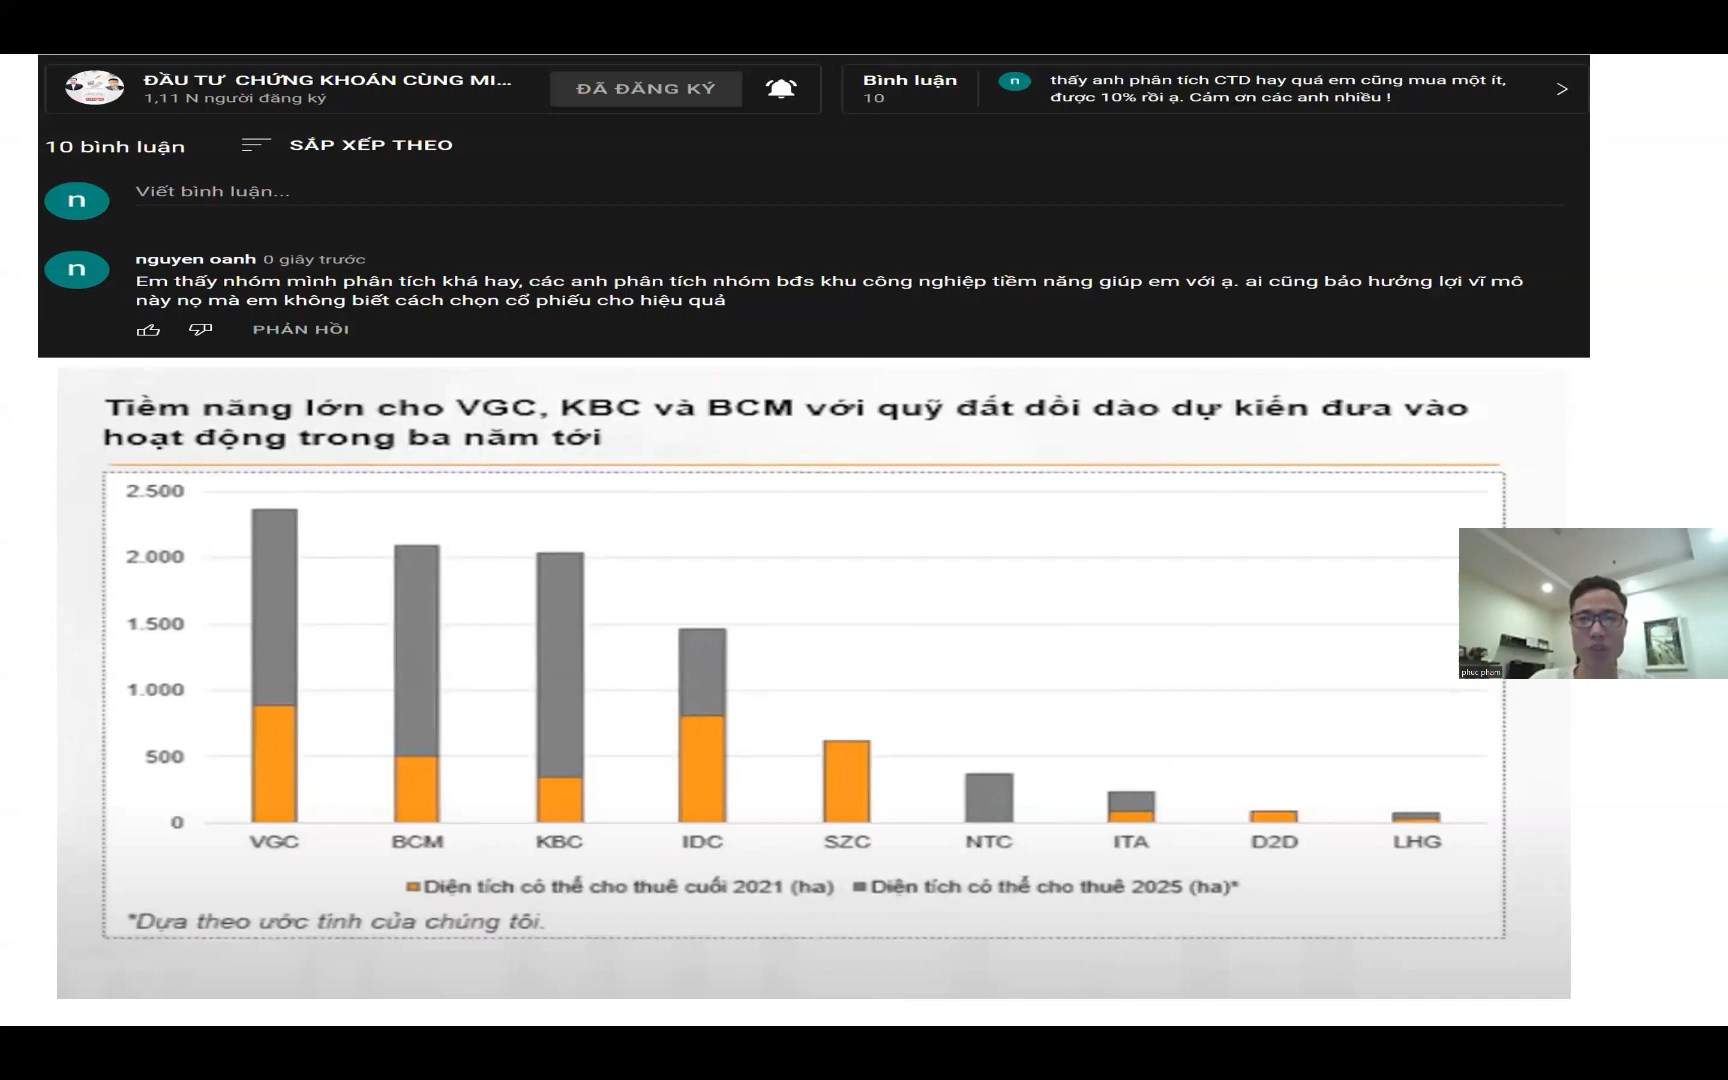 ĐẦU TƯ CHỨNG KHOÁN CÙNG MI...
1,11 N người đăng ký
ĐÃ ĐĂNG KÝ
Bình luận
10
n
thấy anh phân tích CTD hay quá em cũng mua một ít,
được 10% rồi ạ. Cảm ơn các anh nhiều !
10 bình luận
SẮP XẾP THEO
n
Viết bình luận...
n
nguyen oanh 0 giây trước
Em thấy nhóm mình phân tích khá hay, các anh phân tích nhóm bđs khu công nghiệp tiềm năng giúp em với ạ. ai cũng bảo hưởng lợi vĩ mô
này nọ mà em không biết cách chọn cổ phiếu cho hiệu quả
PHẢN HỒI
Tiềm năng lớn cho VGC, KBC và BCM với quỹ đất dồi dào dự kiến đưa vào
hoạt động trong ba năm tới
2.500
2.000
1.500
1.000
500
0
VGC BCM KBC IDC SZC NTC ITA D2D LHG
Diện tích có thể cho thuê cuối 2021 (ha) Diện tích có thể cho thuê 2025 (ha)*
*Dựa theo ước tính của chúng tôi.
phuc pham